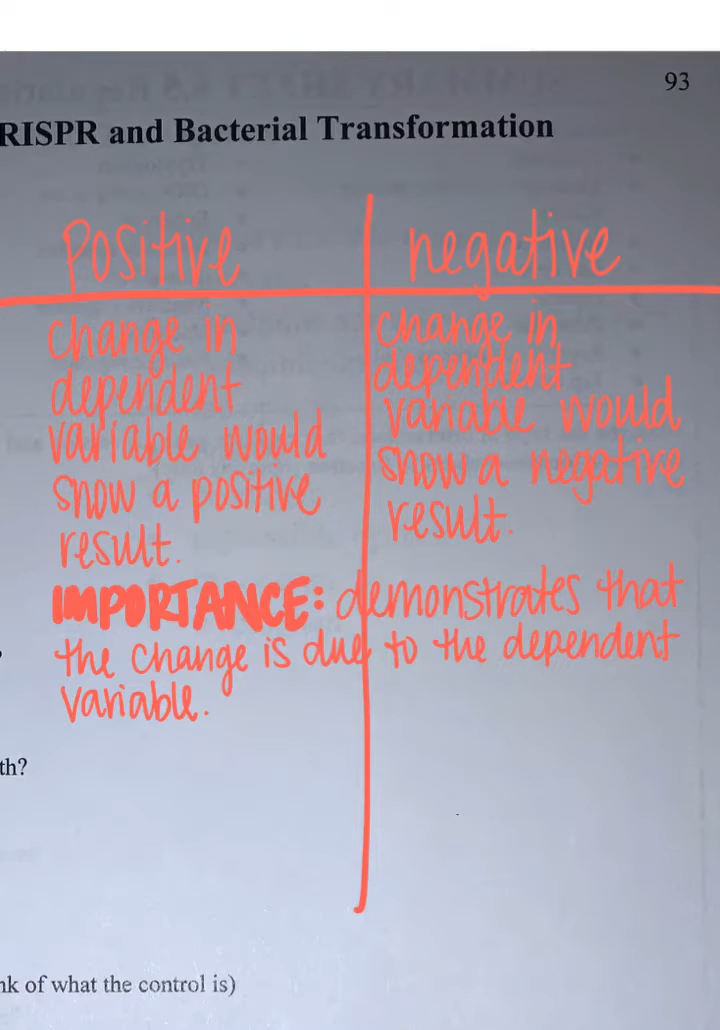 93
RISPR and Bacterial Transformation
Positive
negative
change in
dependent
variable would
show a positive
result.
change in
dependent
variable would
show a negative
result.
IMPORTANCE: demonstrates that
the change is due to the dependent
variable.
th?
nk of what the control is)